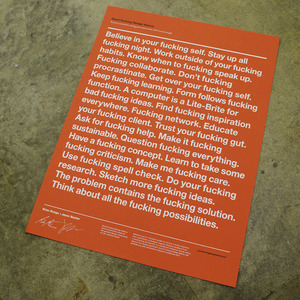 Believe in your fucking self. Stay up all
fucking night. Work outside of your fucking
habits. Know when to fucking speak up.
Fucking collaborate. Don't fucking
procrastinate. Get over your fucking self.
Keep fucking learning. Form follows fucking
function. A computer is a Lite-Brite for
bad fucking ideas. Find fucking inspiration
everywhere. Fucking network. Educate
your fucking client. Trust your fucking gut.
Ask for fucking help. Make it fucking
sustainable. Question fucking everything.
Have a fucking concept. Learn to take some
fucking criticism. Make me fucking care.
Use fucking spell check. Do your fucking
research. Sketch more fucking ideas.
The problem contains the fucking solution.
Think about all the fucking possibilities.